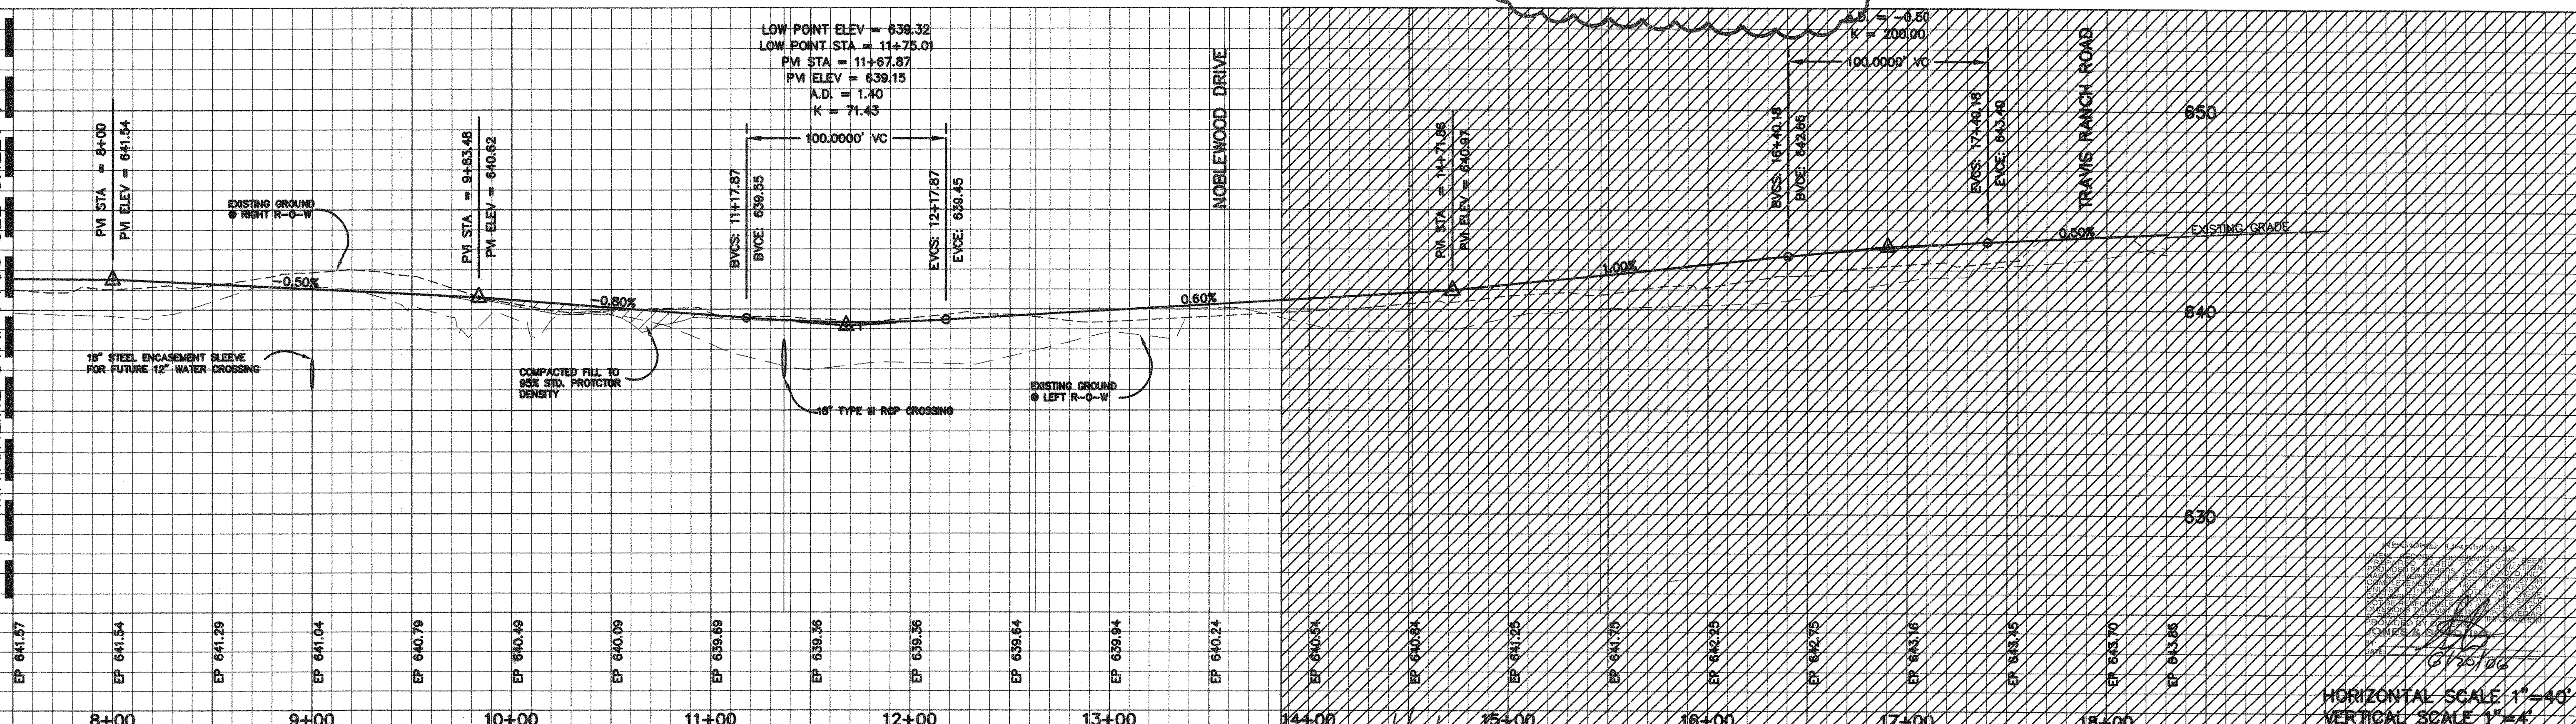 LOW POINT ELEV = 639.32
LOW POINT STA = 11+75.01
PVI STA = 11+67.87
PVI ELEV = 639.15
A.D. = 1.40
K = 71.43
100.0000' VC
A.D. = -0.50
K = 200.00
100.0000' VC
PVI STA = 8+00
PVI ELEV = 641.54
PVI STA = 9+83.48
PVI ELEV = 640.62
BVCS: 11+17.87
BVCE: 639.55
EVCS: 12+17.87
EVCE: 639.45
NOBLEWOOD DRIVE
PVI STA = 14+71.86
PVI ELEV = 640.97
BVCS: 16+40.18
BVCE: 642.65
EVCS: 17+40.18
EVCE: 643.40
TRAVIS RANCH ROAD
650
EXISTING GROUND
@ RIGHT R-O-W
-0.50%
-0.80%
0.60%
1.00%
0.50%
EXISTING GRADE
640
18" STEEL ENCASEMENT SLEEVE
FOR FUTURE 12" WATER CROSSING
COMPACTED FILL TO
95% STD. PROTCTOR
DENSITY
18" TYPE III RCP CROSSING
EXISTING GROUND
@ LEFT R-O-W
630
JONES &
DATE:
6/20/06
EP 641.57
EP 641.54
EP 641.29
EP 641.04
EP 640.79
EP 640.49
EP 640.09
EP 639.69
EP 639.36
EP 639.36
EP 639.64
EP 639.94
EP 640.24
EP 640.54
EP 640.84
EP 641.25
EP 641.75
EP 642.25
EP 642.75
EP 643.16
EP 643.45
EP 643.70
EP 643.85
8+00
9+00
10+00
11+00
12+00
13+00
14+00
15+00
16+00
17+00
18+00
HORIZONTAL SCALE 1"=40'
VERTICAL SCALE 1"=4'